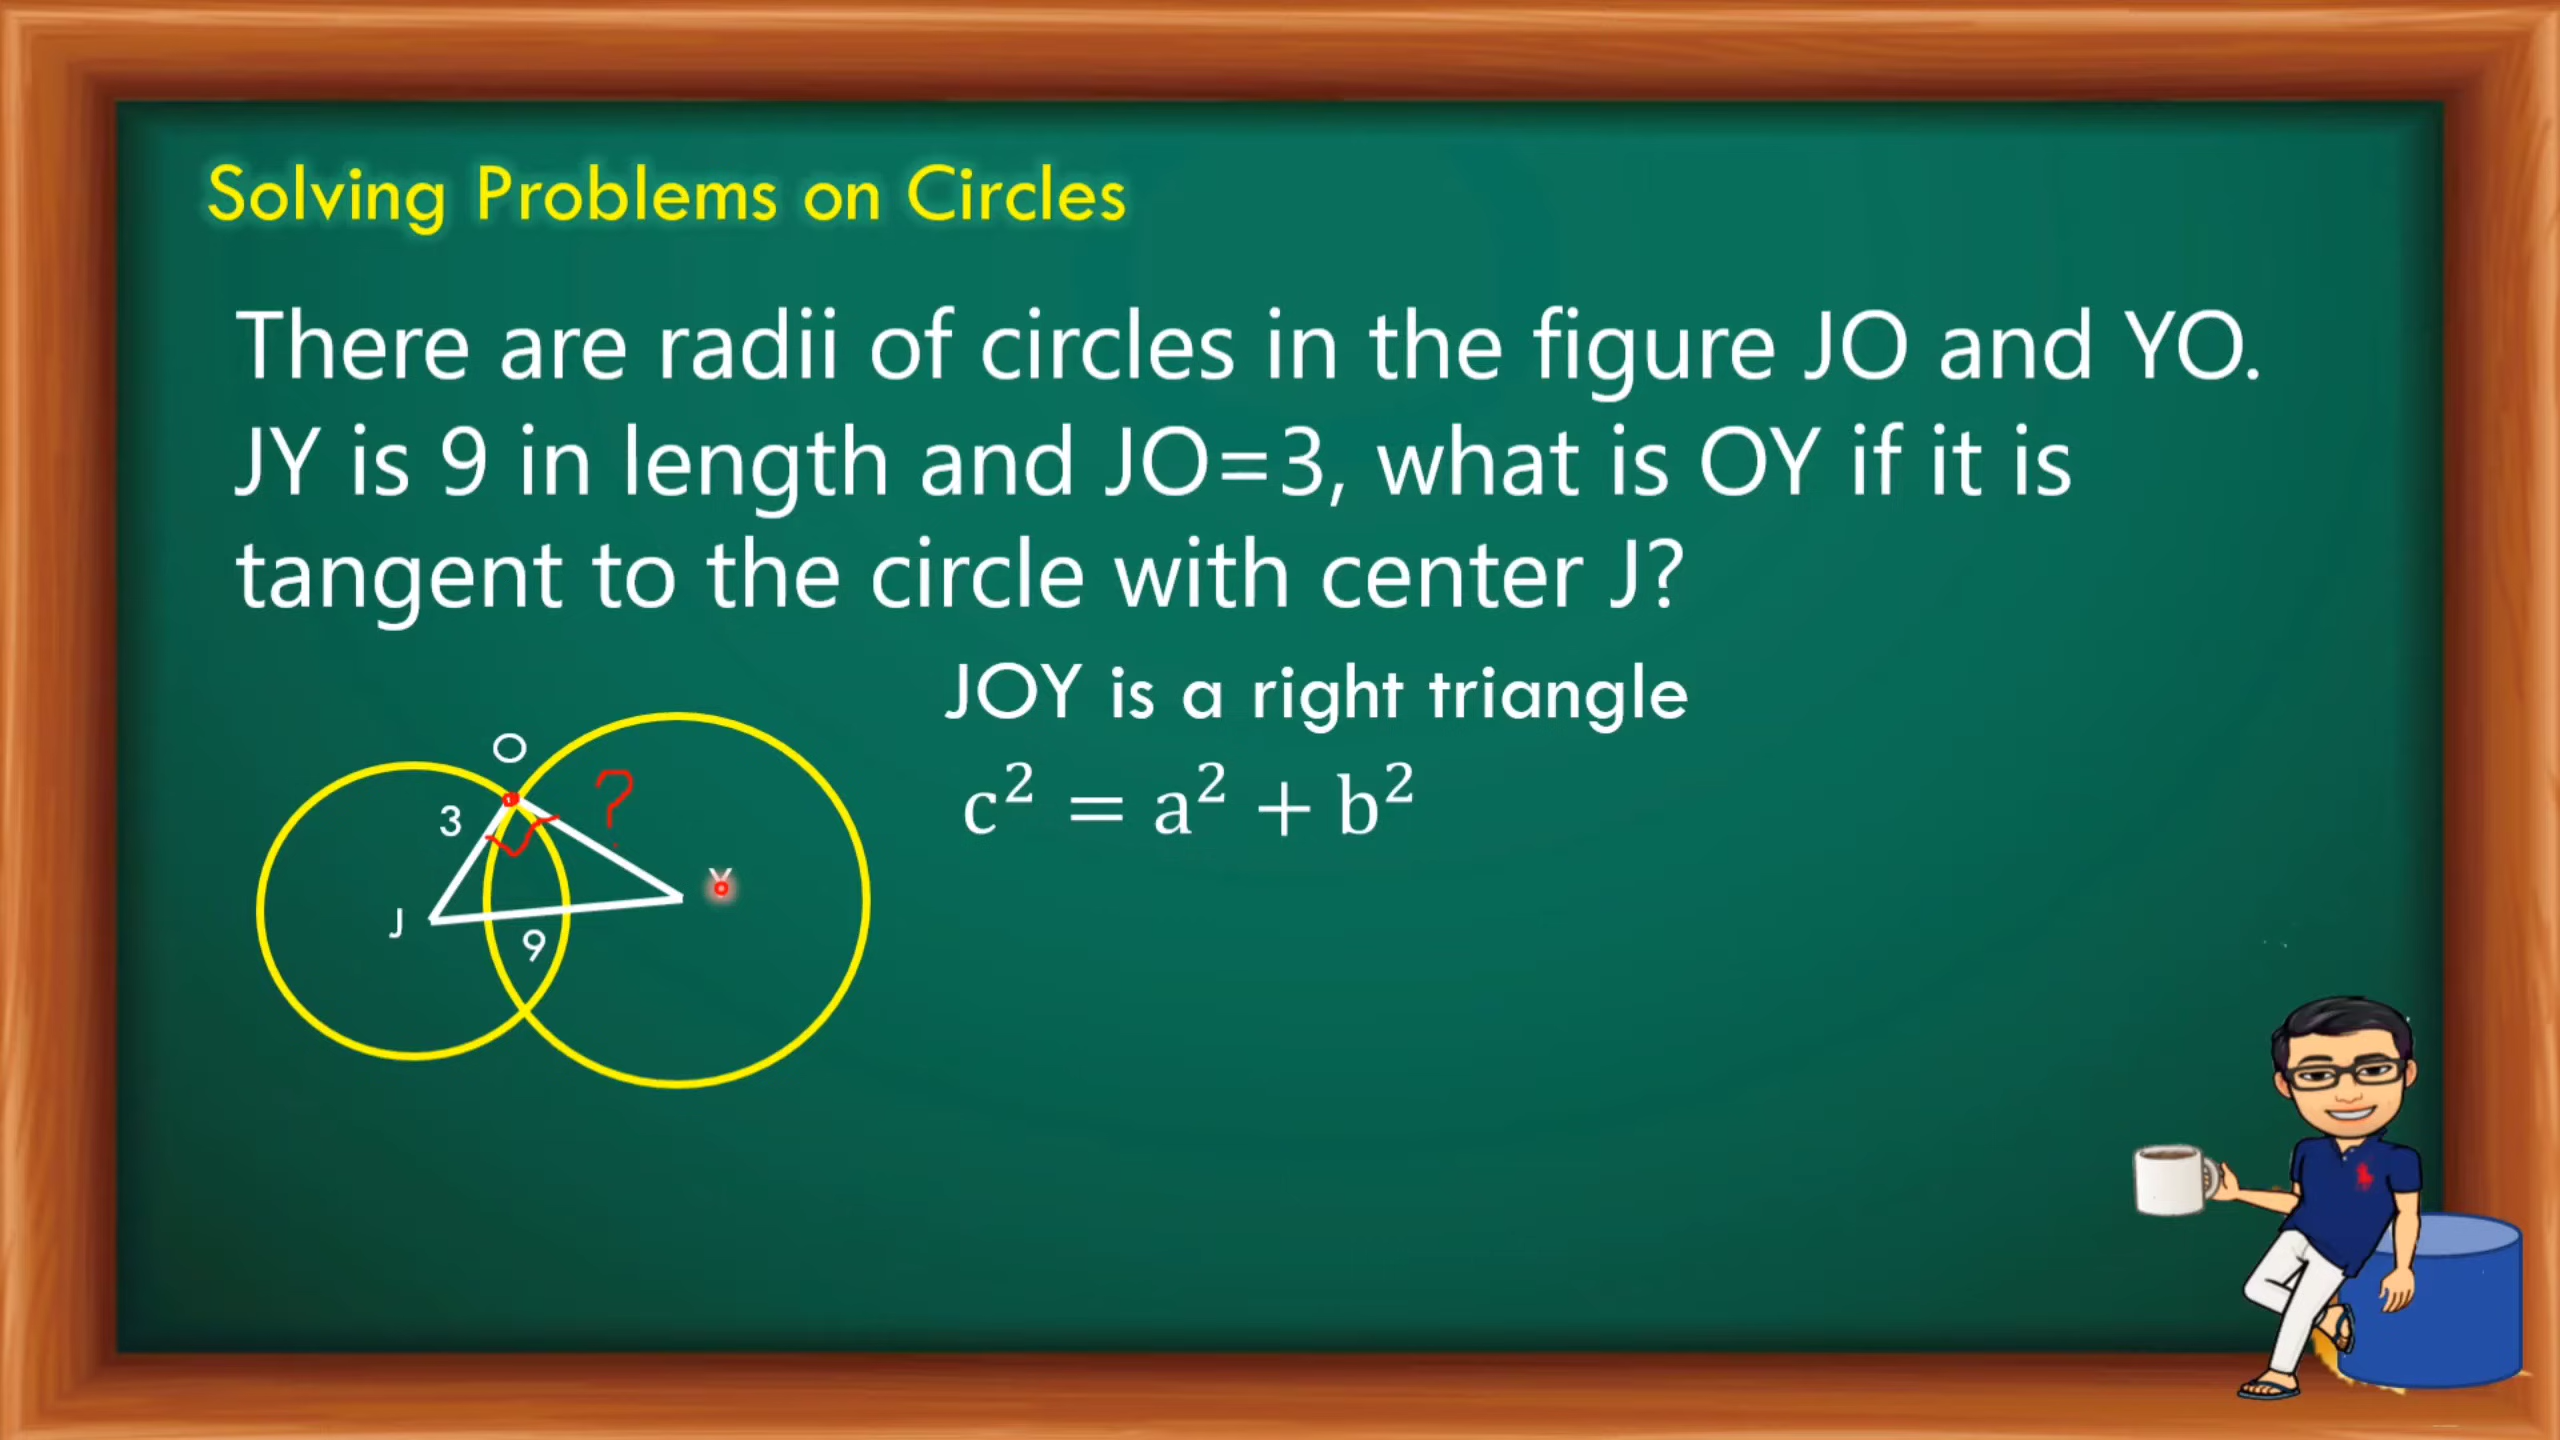 Solving Problems on Circles
There are radii of circles in the figure JO and YO.
JY is 9 in length and JO=3, what is OY if it is
tangent to the circle with center J?
JOY is a right triangle
c² = a² + b²
O
?
3
Y
J
9